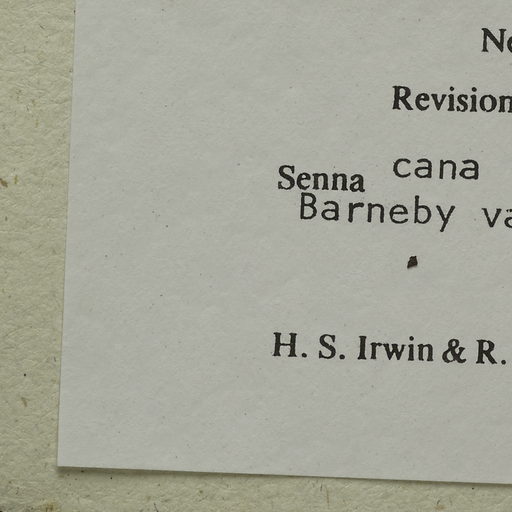 Revision
Senna cana
Barneby
H. S. Irwin & R.